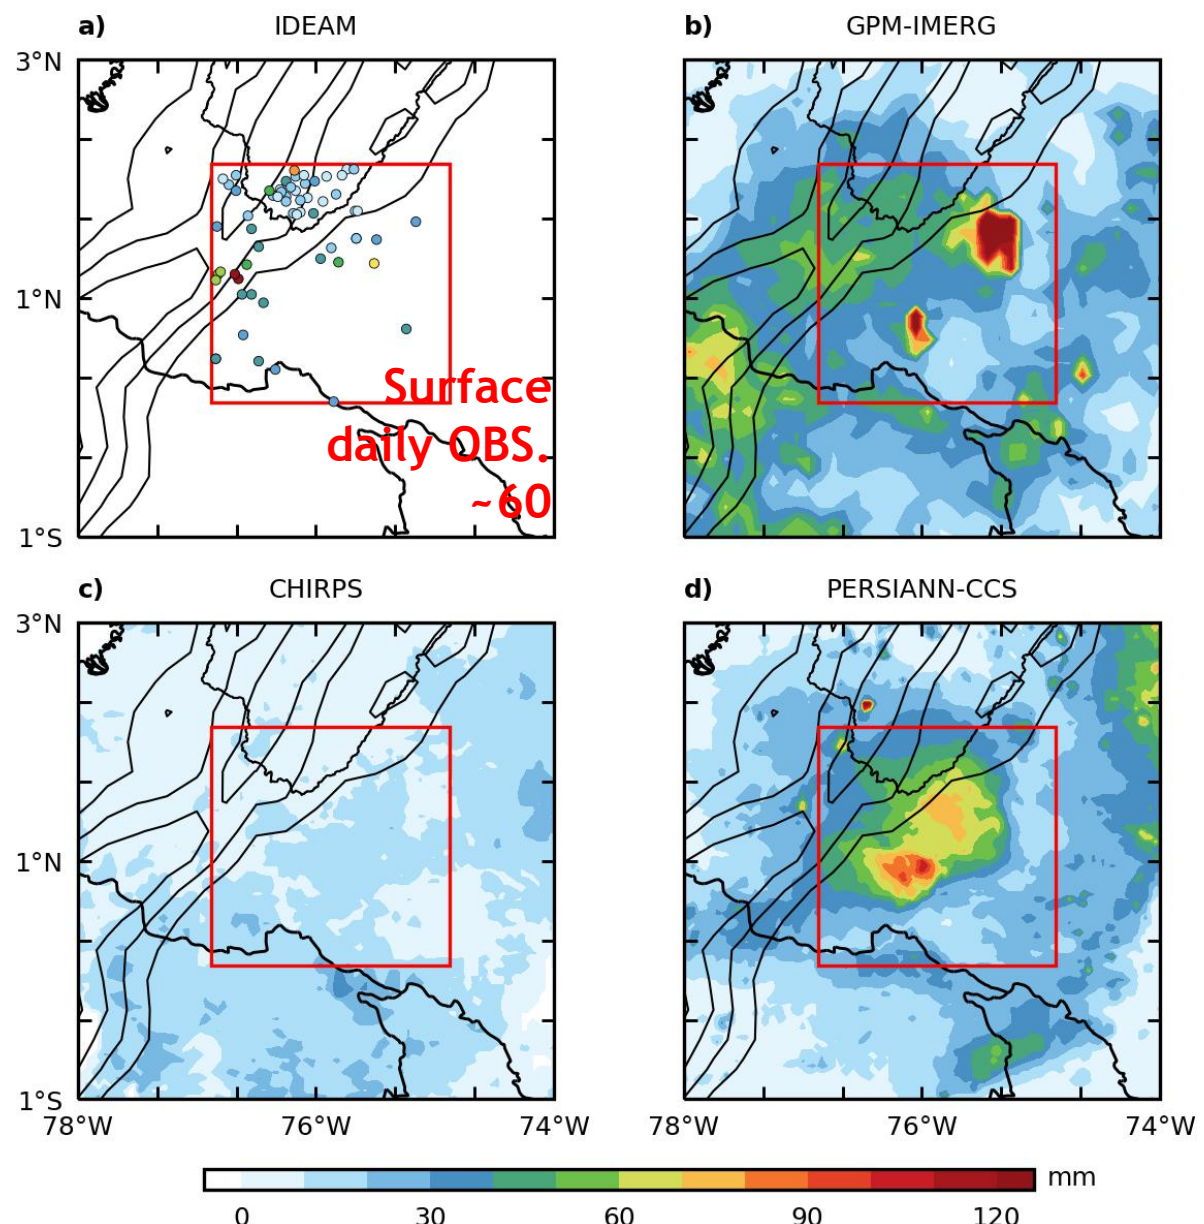 a) IDEAM
b) GPM-IMERG
3°N
1°N
1°S
Surface
daily OBS.
~60
c) CHIRPS
d) PERSIANN-CCS
3°N
1°N
1°S
78°W 76°W 74°W
78°W 76°W 74°W
mm
0 30 60 90 120